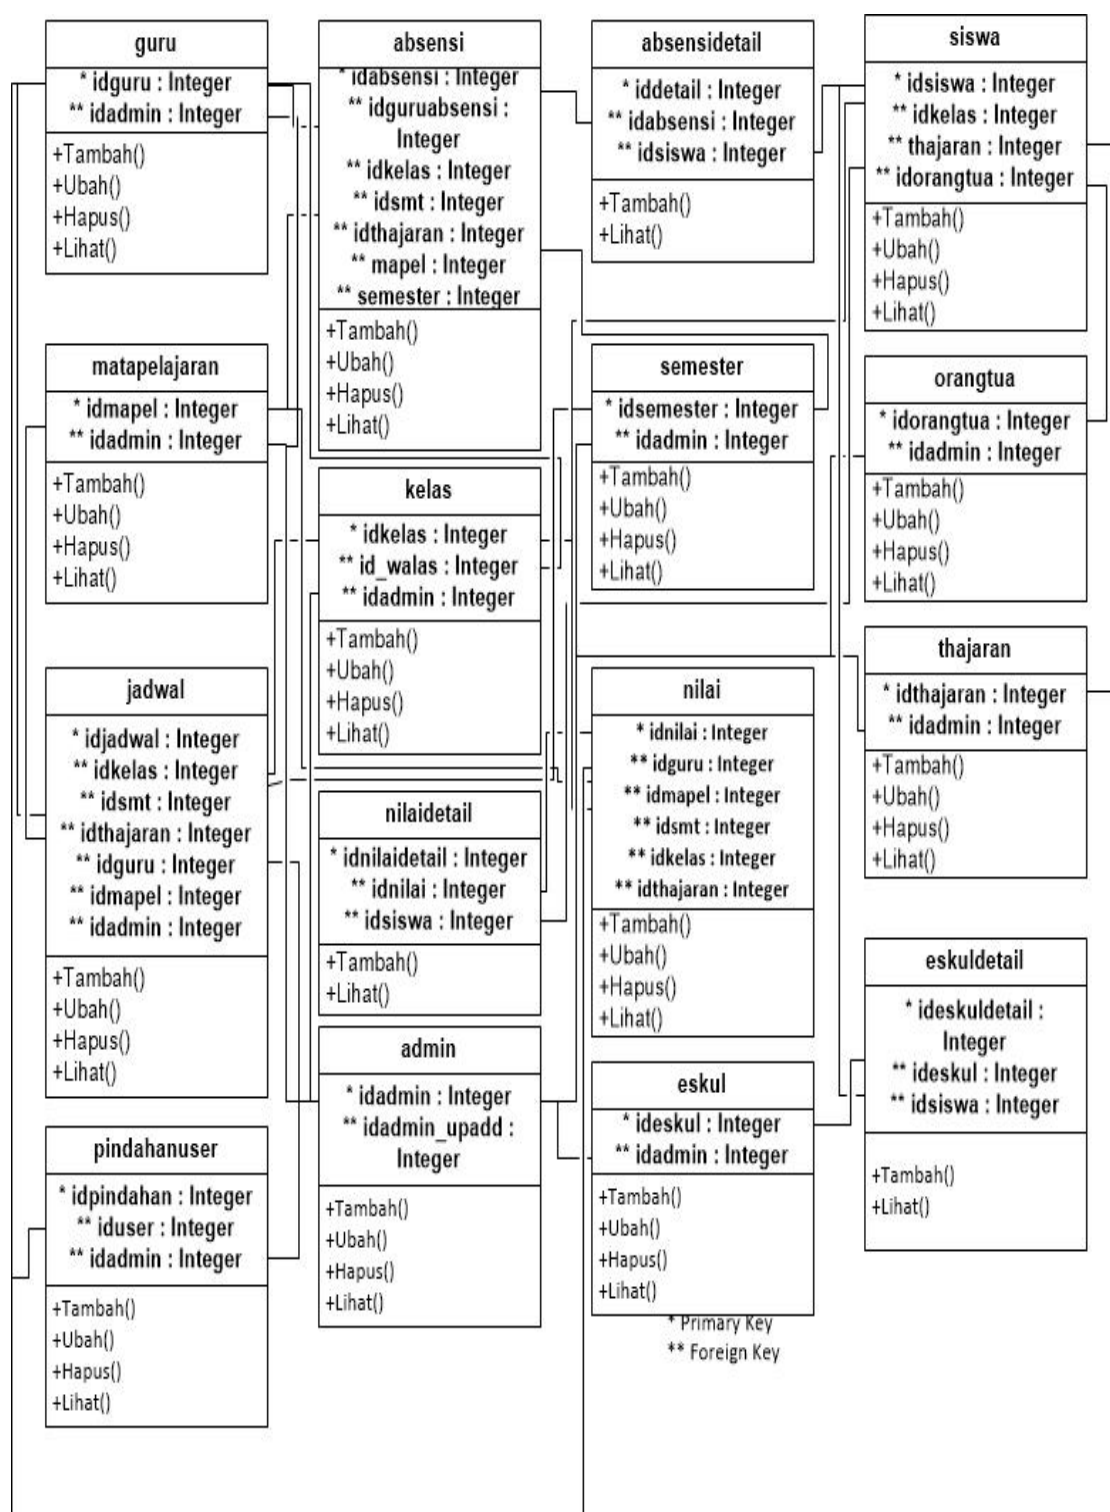 guru
* idguru : Integer
** idadmin : Integer
+Tambah()
+Ubah()
+Hapus()
+Lihat()
absensi
* idabsensi : Integer
** idguruabsensi :
Integer
** idkelas : Integer
** idsmt : Integer
** idthajaran : Integer
** mapel : Integer
** semester : Integer
+Tambah()
+Ubah()
+Hapus()
+Lihat()
absensidetail
* iddetail : Integer
** idabsensi : Integer
** idsiswa : Integer
+Tambah()
+Lihat()
siswa
* idsiswa : Integer
** idkelas : Integer
** thajaran : Integer
** idorangtua : Integer
+Tambah()
+Ubah()
+Hapus()
+Lihat()
matapelajaran
* idmapel : Integer
** idadmin : Integer
+Tambah()
+Ubah()
+Hapus()
+Lihat()
kelas
* idkelas : Integer
** id_walas : Integer
** idadmin : Integer
+Tambah()
+Ubah()
+Hapus()
+Lihat()
semester
* idsemester : Integer
** idadmin : Integer
+Tambah()
+Ubah()
+Hapus()
+Lihat()
orangtua
* idorangtua : Integer
** idadmin : Integer
+Tambah()
+Ubah()
+Hapus()
+Lihat()
jadwal
* idjadwal : Integer
** idkelas : Integer
** idsmt : Integer
** idthajaran : Integer
** idguru : Integer
** idmapel : Integer
** idadmin : Integer
+Tambah()
+Ubah()
+Hapus()
+Lihat()
nilaidetail
* idnilaidetail : Integer
** idnilai : Integer
** idsiswa : Integer
+Tambah()
+Lihat()
nilai
* idnilai : Integer
** idguru : Integer
** idmapel : Integer
** idsmt : Integer
** idkelas : Integer
** idthajaran : Integer
+Tambah()
+Ubah()
+Hapus()
+Lihat()
thajaran
* idthajaran : Integer
** idadmin : Integer
+Tambah()
+Ubah()
+Hapus()
+Lihat()
pindahanuser
* idpindahan : Integer
** iduser : Integer
** idadmin : Integer
+Tambah()
+Ubah()
+Hapus()
+Lihat()
admin
* idadmin : Integer
** idadmin_upadd :
Integer
+Tambah()
+Ubah()
+Hapus()
+Lihat()
eskul
* ideskul : Integer
** idadmin : Integer
+Tambah()
+Ubah()
+Hapus()
+Lihat()
eskuldetail
* ideskuldetail :
Integer
** ideskul : Integer
** idsiswa : Integer
+Tambah()
+Lihat()
* Primary Key
** Foreign Key